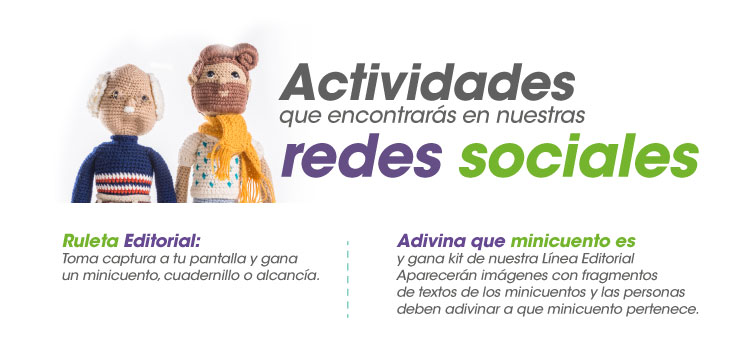 Actividades
que encontrarás en nuestras
redes sociales
Ruleta Editorial:
Toma captura a tu pantalla y gana
un minicuento, cuadernillo o alcancía.
Adivina que minicuento es
y gana kit de nuestra Línea Editorial
Aparecerán imágenes con fragmentos
de textos de los minicuentos y las personas
deben adivinar a que minicuento pertenece.